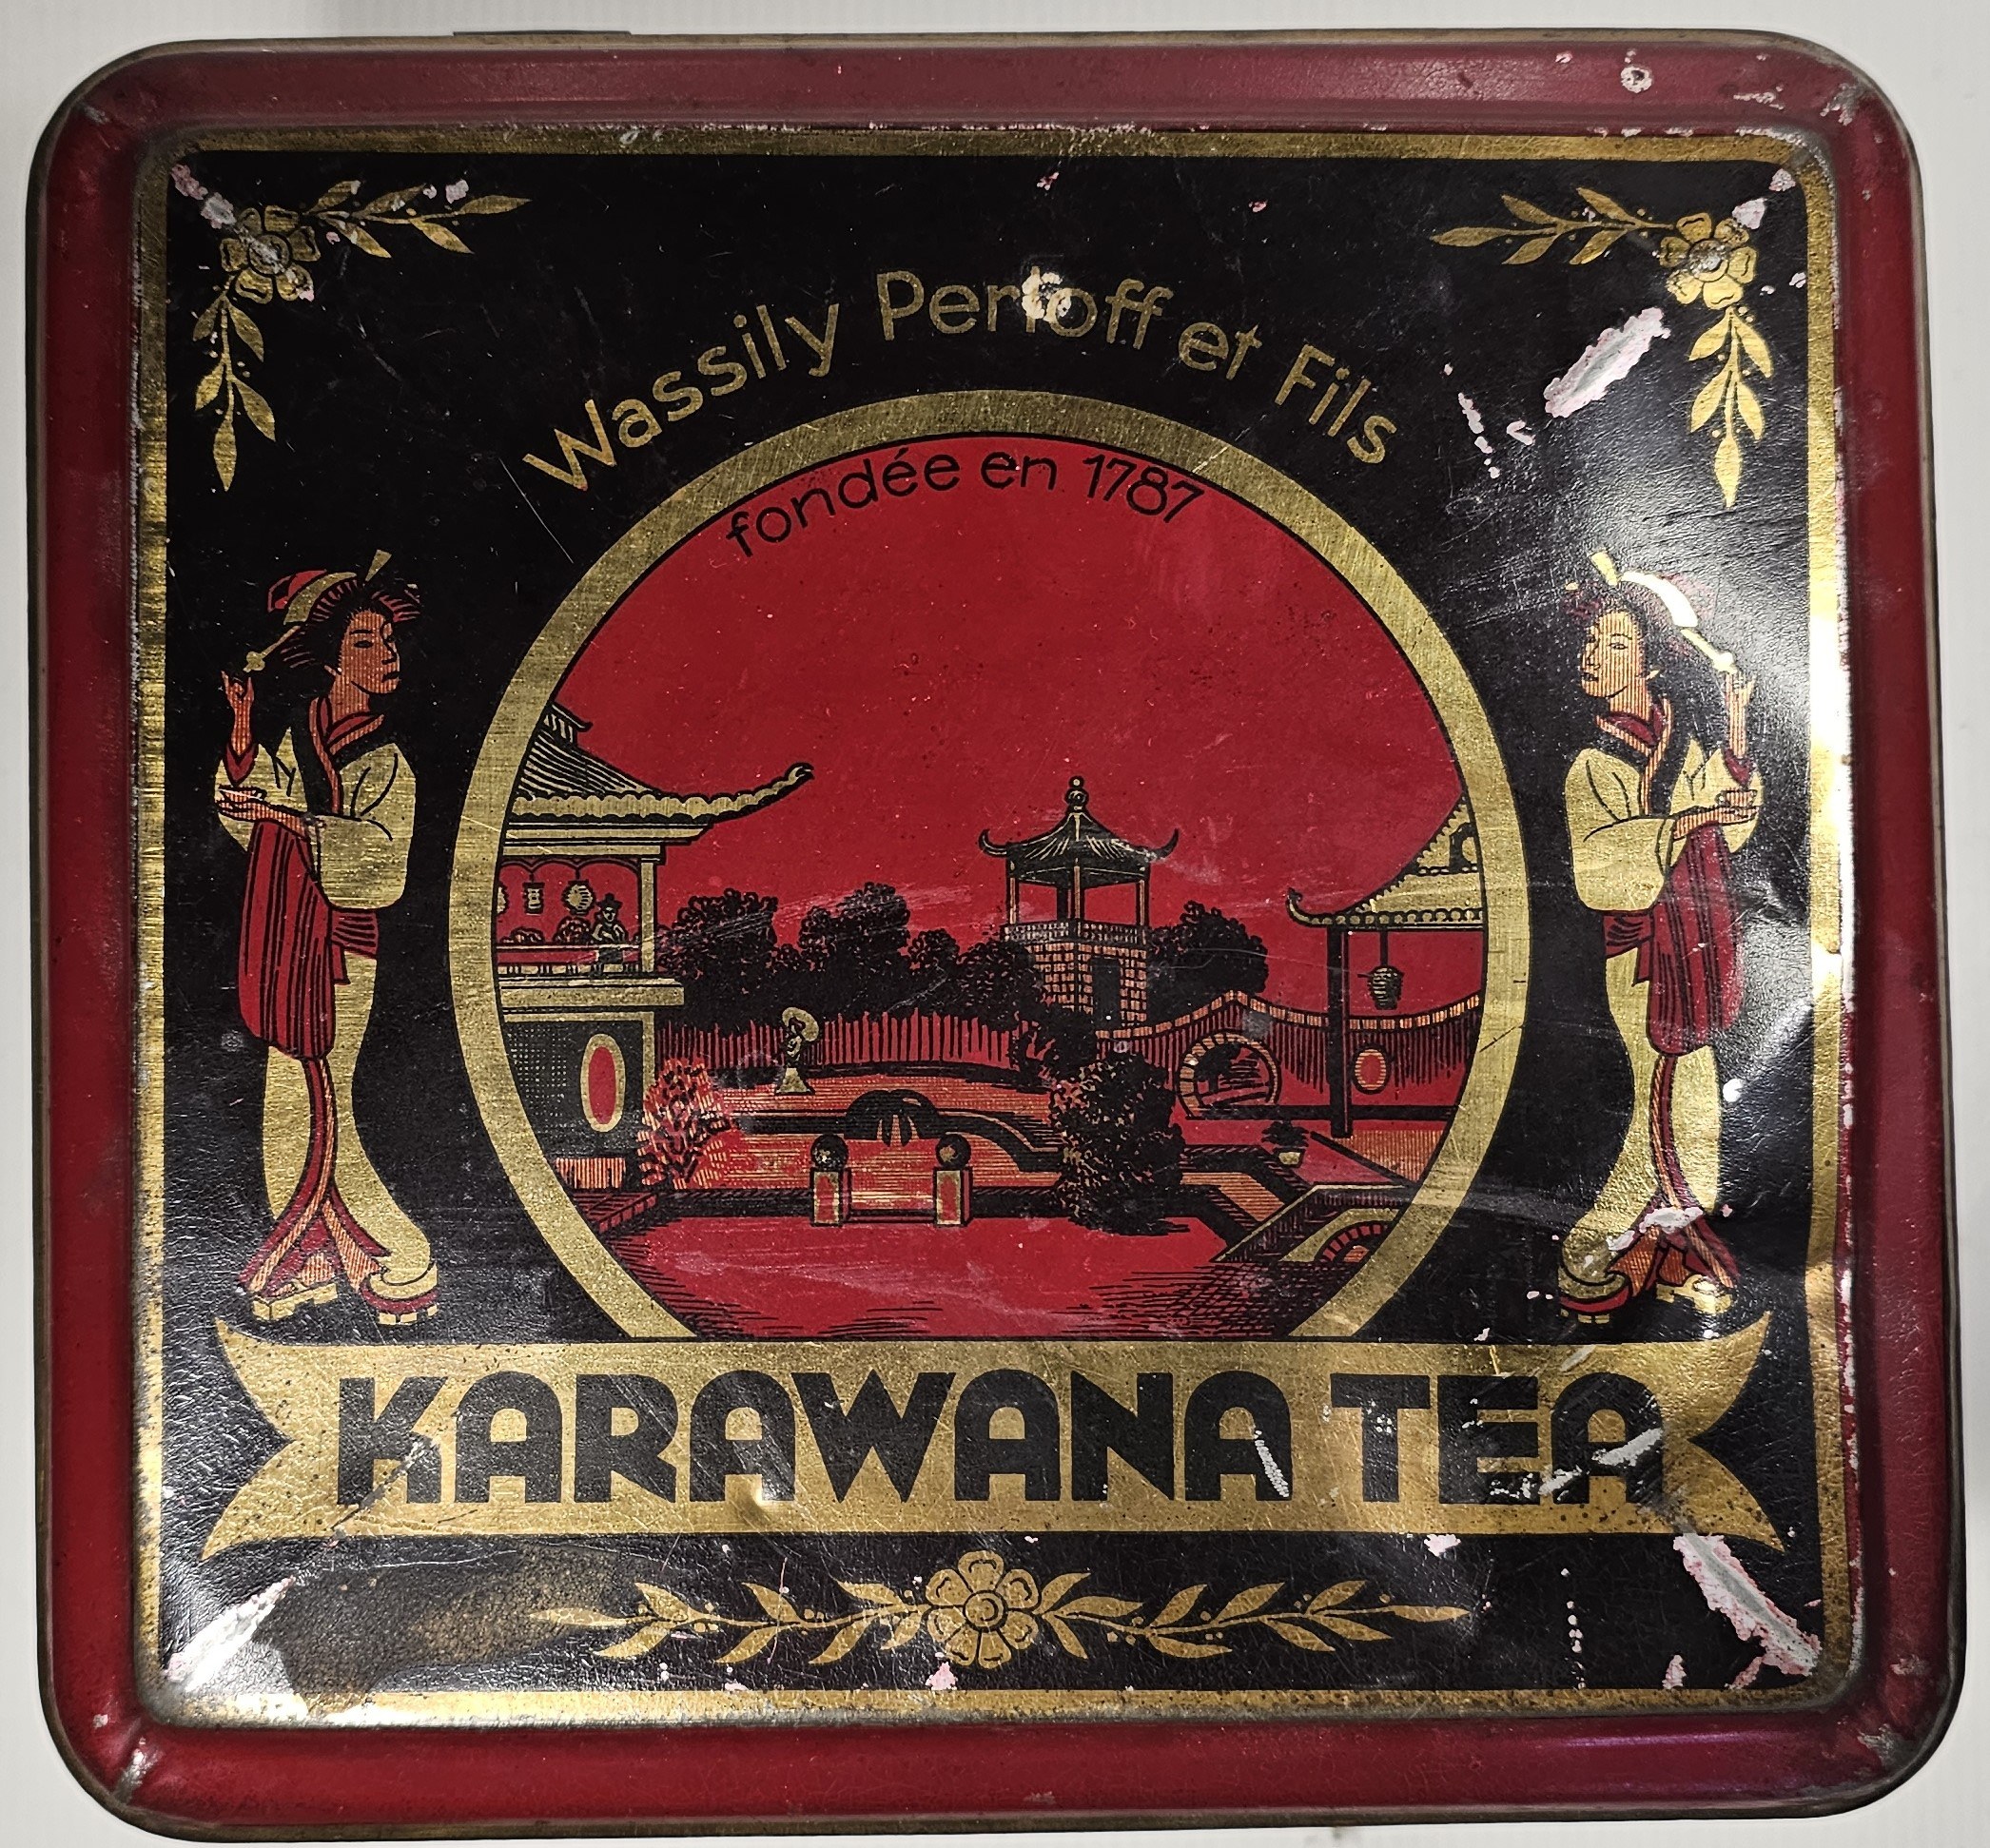 Wassily Perloff et Fils
fondée en 1787
KARAWANA TEA